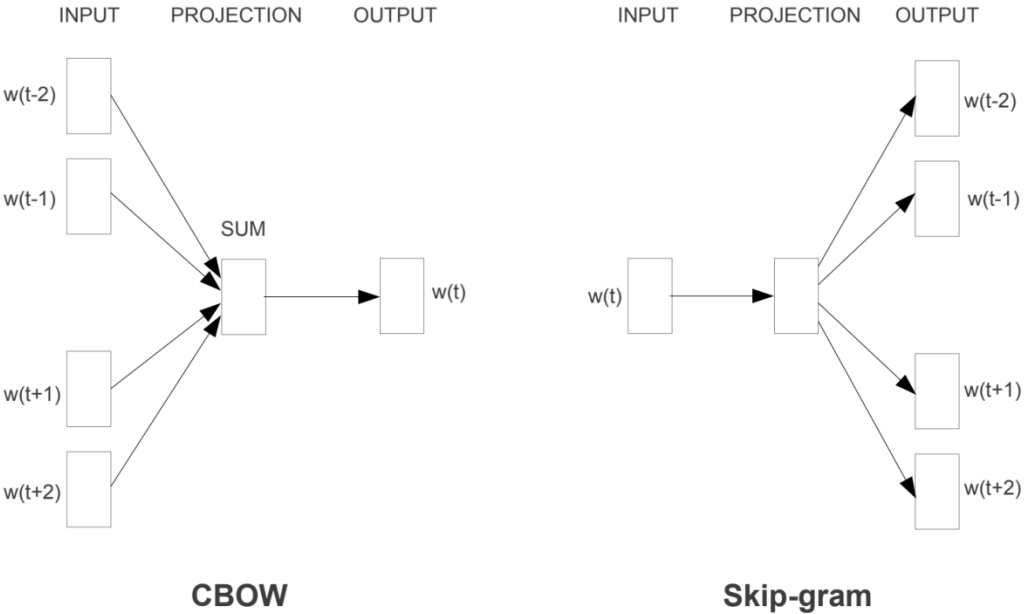 INPUT PROJECTION OUTPUT
w(t-2)
w(t-1)
SUM
w(t)
w(t+1)
w(t+2)
CBOW
INPUT PROJECTION OUTPUT
w(t-2)
w(t-1)
w(t)
w(t+1)
w(t+2)
Skip-gram